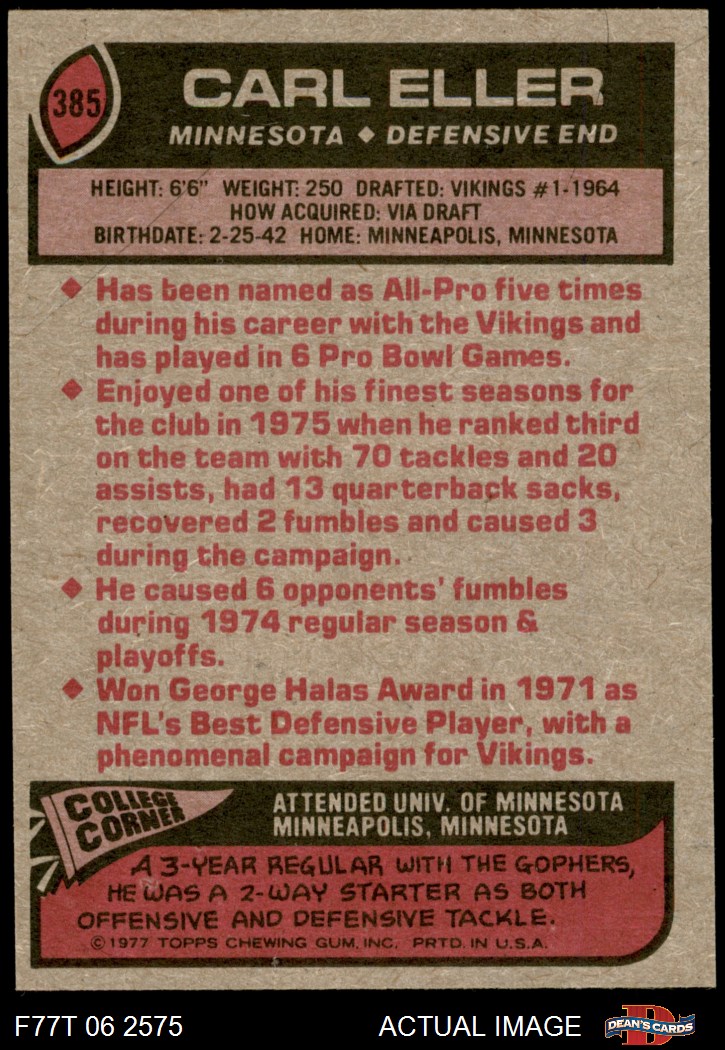 385
CARL ELLER
MINNESOTA ◆ DEFENSIVE END
HEIGHT: 6'6" WEIGHT: 250 DRAFTED: VIKINGS #1-1964
HOW ACQUIRED: VIA DRAFT
BIRTHDATE: 2-25-42 HOME: MINNEAPOLIS, MINNESOTA
◆ Has been named as All-Pro five times
during his career with the Vikings and
has played in 6 Pro Bowl Games.
◆ Enjoyed one of his finest seasons for
the club in 1975 when he ranked third
on the team with 70 tackles and 20
assists, had 13 quarterback sacks,
recovered 2 fumbles and caused 3
during the campaign.
◆ He caused 6 opponents' fumbles
during 1974 regular season &
playoffs.
◆ Won George Halas Award in 1971 as
NFL's Best Defensive Player, with a
phenomenal campaign for Vikings.
COLLEGE
CORNER
ATTENDED UNIV. OF MINNESOTA
MINNEAPOLIS, MINNESOTA
A 3-YEAR REGULAR WITH THE GOPHERS,
HE WAS A 2-WAY STARTER AS BOTH
OFFENSIVE AND DEFENSIVE TACKLE.
©1977 TOPPS CHEWING GUM, INC. PRTD. IN U.S.A.
F77T 06 2575
ACTUAL IMAGE
D
DEAN'S CARDS